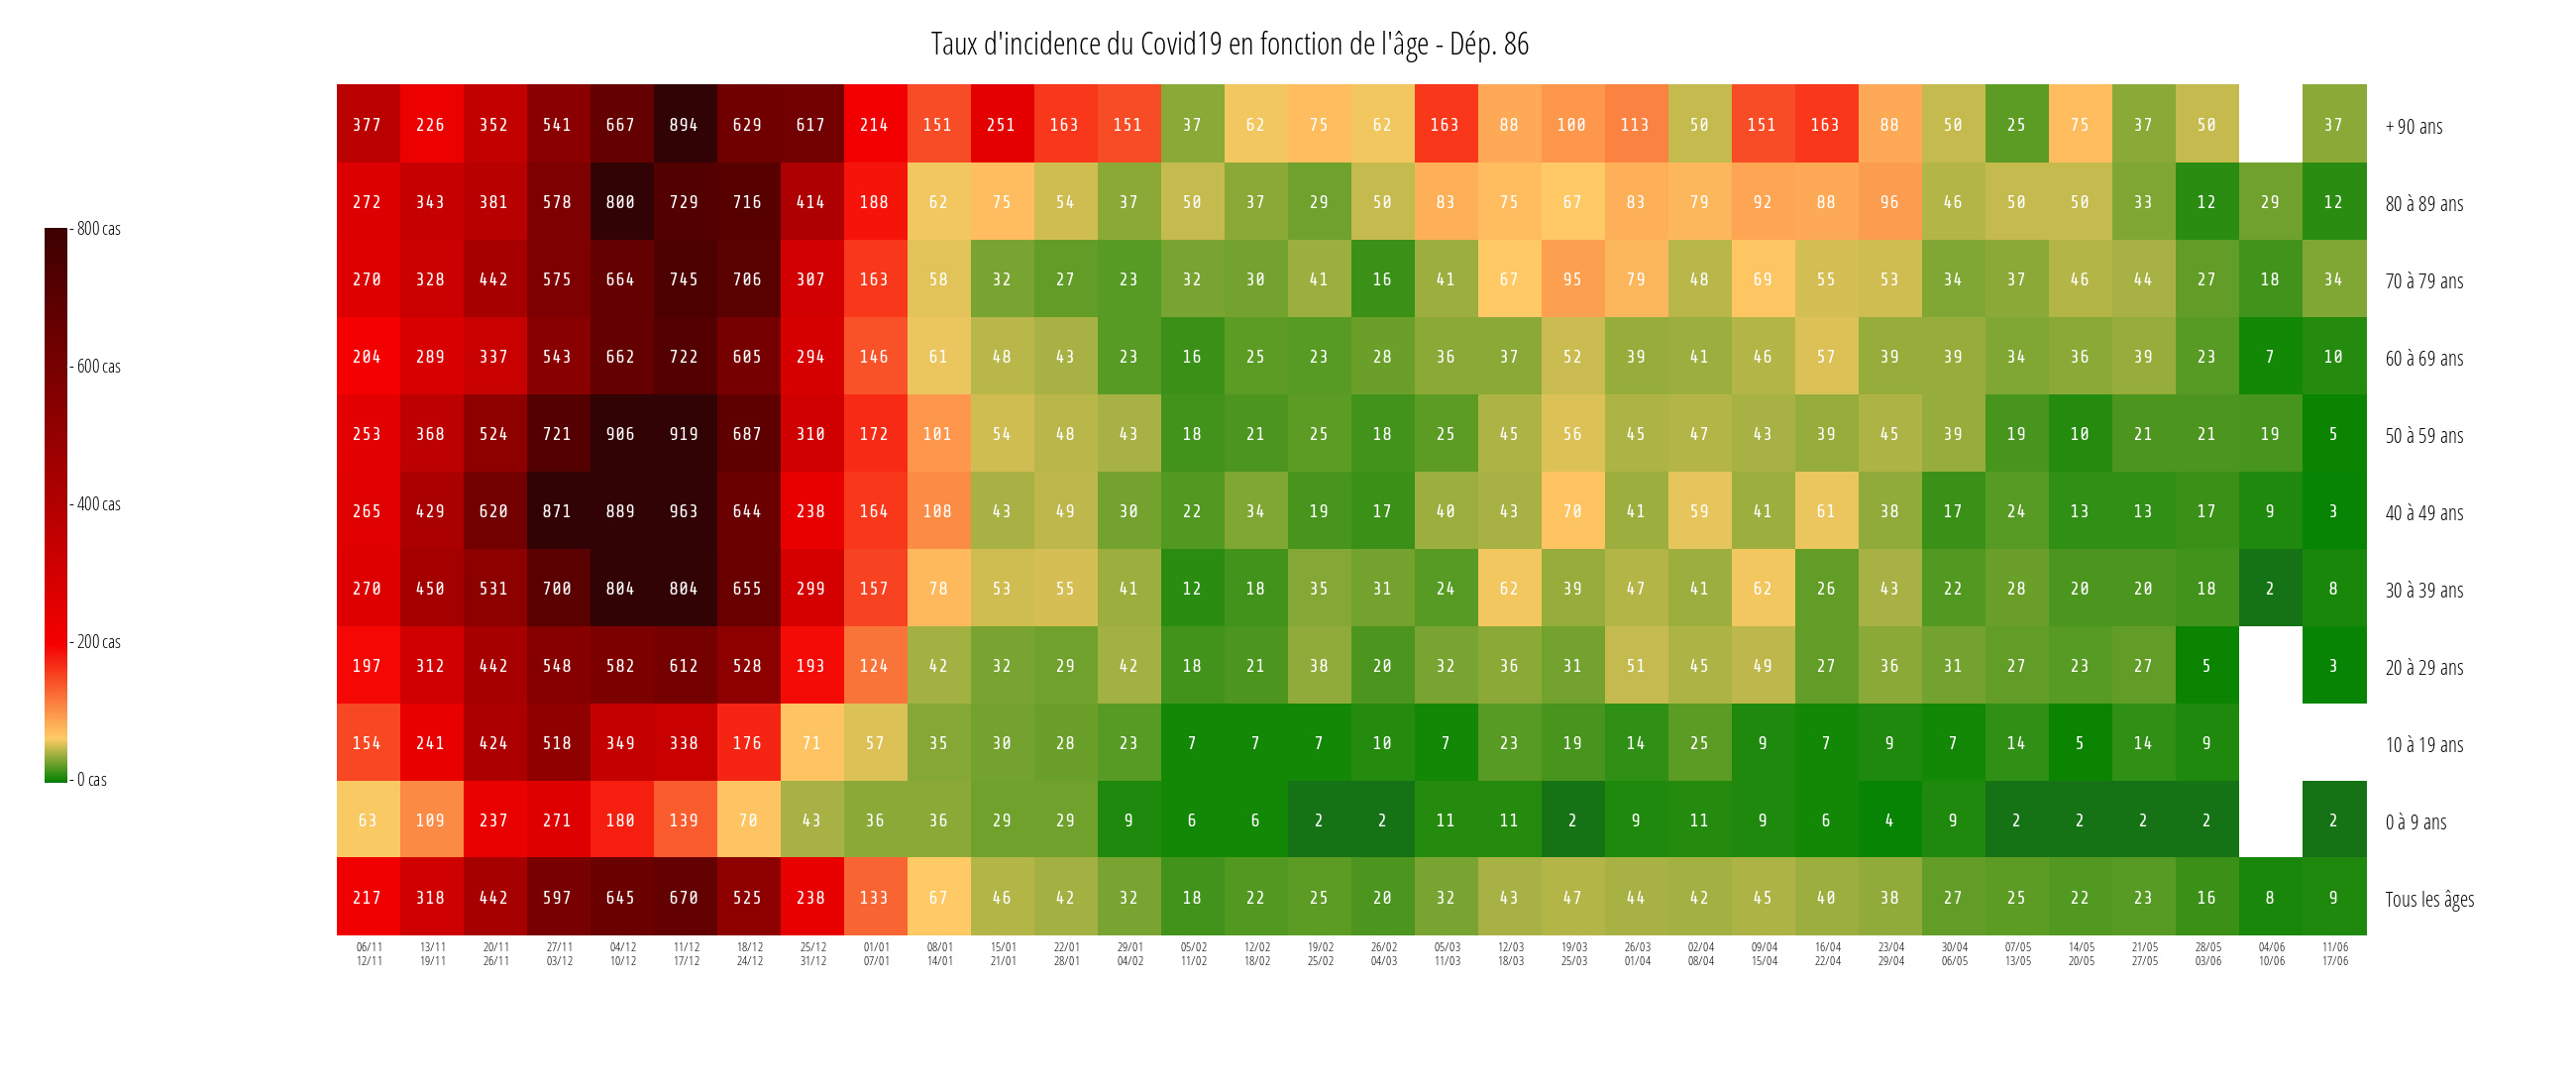 Taux d'incidence du Covid19 en fonction de l'âge - Dép. 86
- 800 cas
- 600 cas
- 400 cas
- 200 cas
- 0 cas
377 226 352 541 667 894 629 617 214 151 251 163 151 37 62 75 62 163 88 100 113 50 151 163 88 50 25 75 37 50 37 + 90 ans
272 343 381 578 800 729 716 414 188 62 75 54 37 50 37 29 50 83 75 67 83 79 92 88 96 46 50 50 33 12 29 12 80 à 89 ans
270 328 442 575 664 745 706 307 163 58 32 27 23 32 30 41 16 41 67 95 79 48 69 55 53 34 37 46 44 27 18 34 70 à 79 ans
204 289 337 543 662 722 605 294 146 61 48 43 23 16 25 23 28 36 37 52 39 41 46 57 39 39 34 36 39 23 7 10 60 à 69 ans
253 368 524 721 906 919 687 310 172 101 54 48 43 18 21 25 18 25 45 56 45 47 43 39 45 39 19 10 21 21 19 5 50 à 59 ans
265 429 620 871 889 963 644 238 164 108 43 49 30 22 34 19 17 40 43 70 41 59 41 61 38 17 24 13 13 17 9 3 40 à 49 ans
270 450 531 700 804 804 655 299 157 78 53 55 41 12 18 35 31 24 62 39 47 41 62 26 43 22 28 20 20 18 2 8 30 à 39 ans
197 312 442 548 582 612 528 193 124 42 32 29 42 18 21 38 20 32 36 31 51 45 49 27 36 31 27 23 27 5 3 20 à 29 ans
154 241 424 518 349 338 176 71 57 35 30 28 23 7 7 7 10 7 23 19 14 25 9 7 9 7 14 5 14 9 10 à 19 ans
63 109 237 271 180 139 70 43 36 36 29 29 9 6 6 2 2 11 11 2 9 11 9 6 4 9 2 2 2 2 2 0 à 9 ans
217 318 442 597 645 670 525 238 133 67 46 42 32 18 22 25 20 32 43 47 44 42 45 40 38 27 25 22 23 16 8 9 Tous les âges
06/11 13/11 20/11 27/11 04/12 11/12 18/12 25/12 01/01 08/01 15/01 22/01 29/01 05/02 12/02 19/02 26/02 05/03 12/03 19/03 26/03 02/04 09/04 16/04 23/04 30/04 07/05 14/05 21/05 28/05 04/06 11/06
12/11 19/11 26/11 03/12 10/12 17/12 24/12 31/12 07/01 14/01 21/01 28/01 04/02 11/02 18/02 25/02 04/03 11/03 18/03 25/03 01/04 08/04 15/04 22/04 29/04 06/05 13/05 20/05 27/05 03/06 10/06 17/06